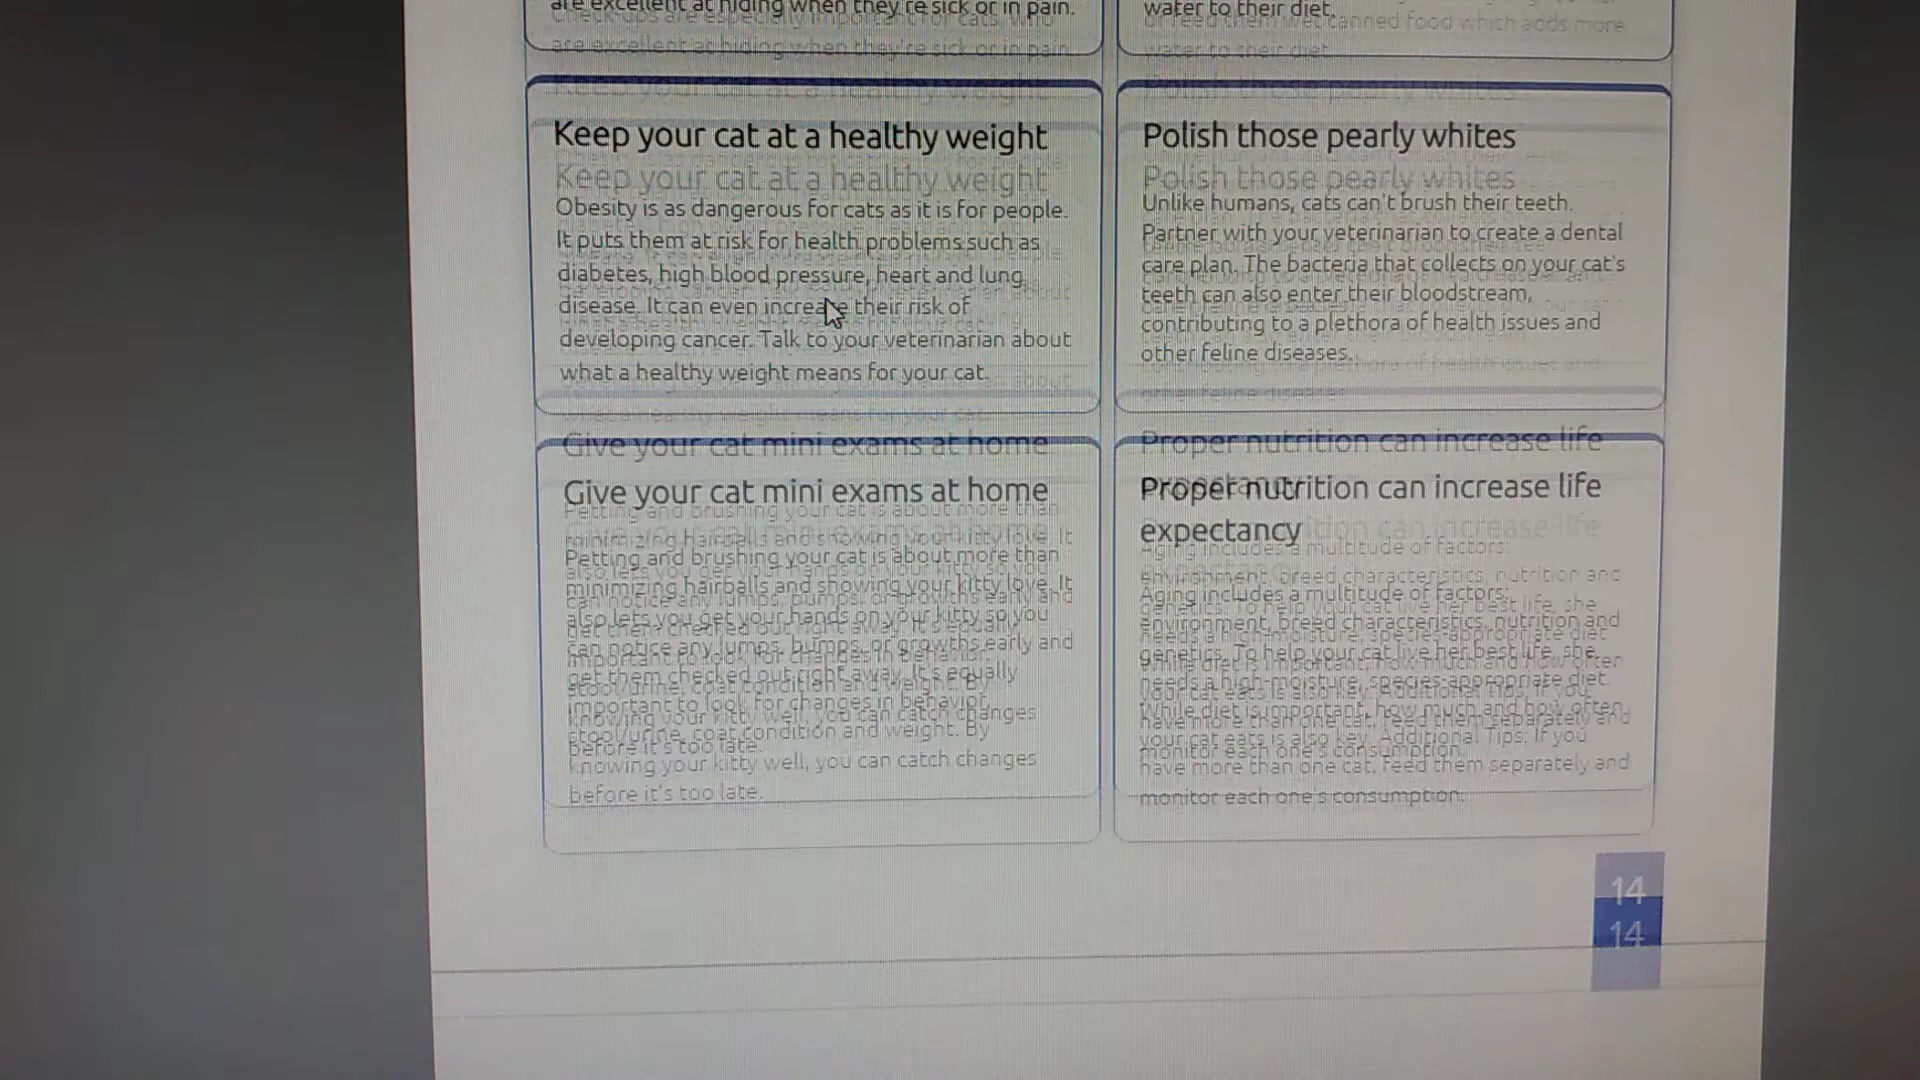 are excellent at hiding when they're sick or in pain.
Keep your cat at a healthy weight
Obesity is as dangerous for cats as it is for people.
It puts them at risk for health problems such as
diabetes, high blood pressure, heart and lung
disease. It can even increase their risk of
developing cancer. Talk to your veterinarian about
what a healthy weight means for your cat.
Give your cat mini exams at home
Petting and brushing your cat is about more than
minimizing hairballs and showing your kitty love. It
also lets you get your hands on your kitty so you
can notice any lumps, bumps, or growths early and
get them checked out right away. It's equally
important to look for changes in behavior,
stool/urine, coat condition and weight. By
knowing your kitty well, you can catch changes
before it's too late.
or feed them wet canned food which adds more
water to their diet.
Polish those pearly whites
Unlike humans, cats can't brush their teeth.
Partner with your veterinarian to create a dental
care plan. The bacteria that collects on your cat's
teeth can also enter their bloodstream,
contributing to a plethora of health issues and
other feline diseases.
Proper nutrition can increase life
expectancy
Aging includes a multitude of factors:
environment, breed characteristics, nutrition and
genetics. To help your cat live her best life, she
needs a high-moisture, species-appropriate diet.
While diet is important, how much and how often
your cat eats is also key. Additional Tips: If you
have more than one cat, feed them separately and
monitor each one's consumption.
14